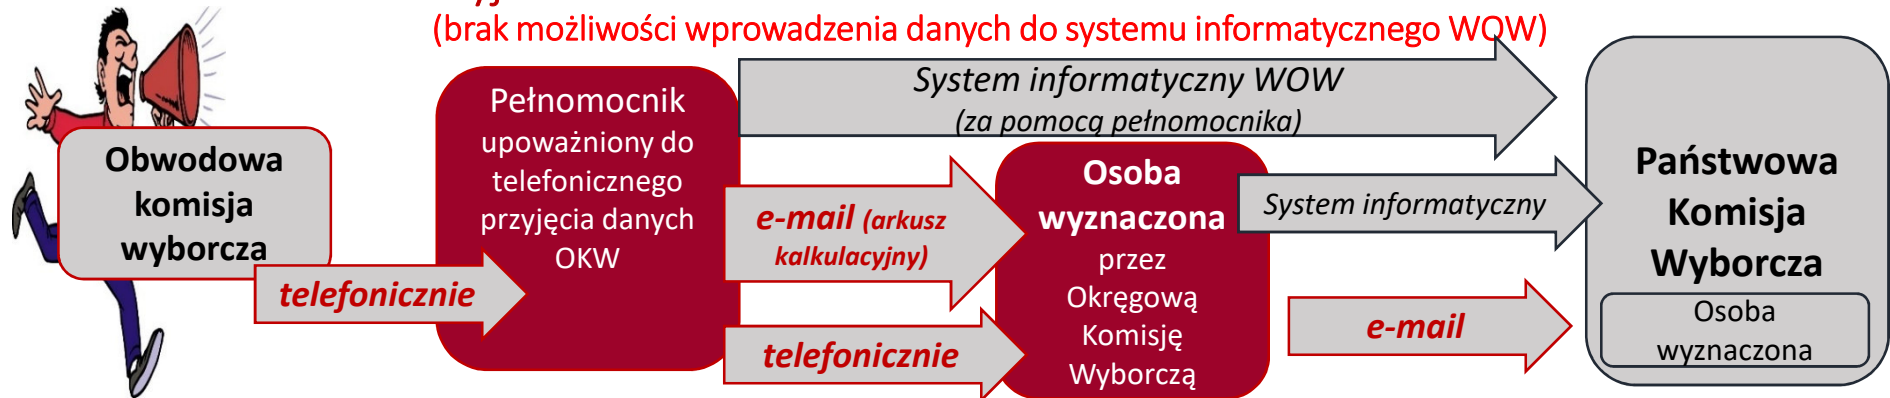 (brak możliwości wprowadzenia danych do systemu informatycznego WOW)
Obwodowa
komisja
wyborcza
telefonicznie
Pełnomocnik
upoważniony do
telefonicznego
przyjęcia danych
OKW
System informatyczny WOW
(za pomocą pełnomocnika)
e-mail (arkusz
kalkulacyjny)
telefonicznie
Osoba
wyznaczona
przez
Okręgową
Komisję
Wyborczą
System informatyczny
e-mail
Państwowa
Komisja
Wyborcza
Osoba
wyznaczona